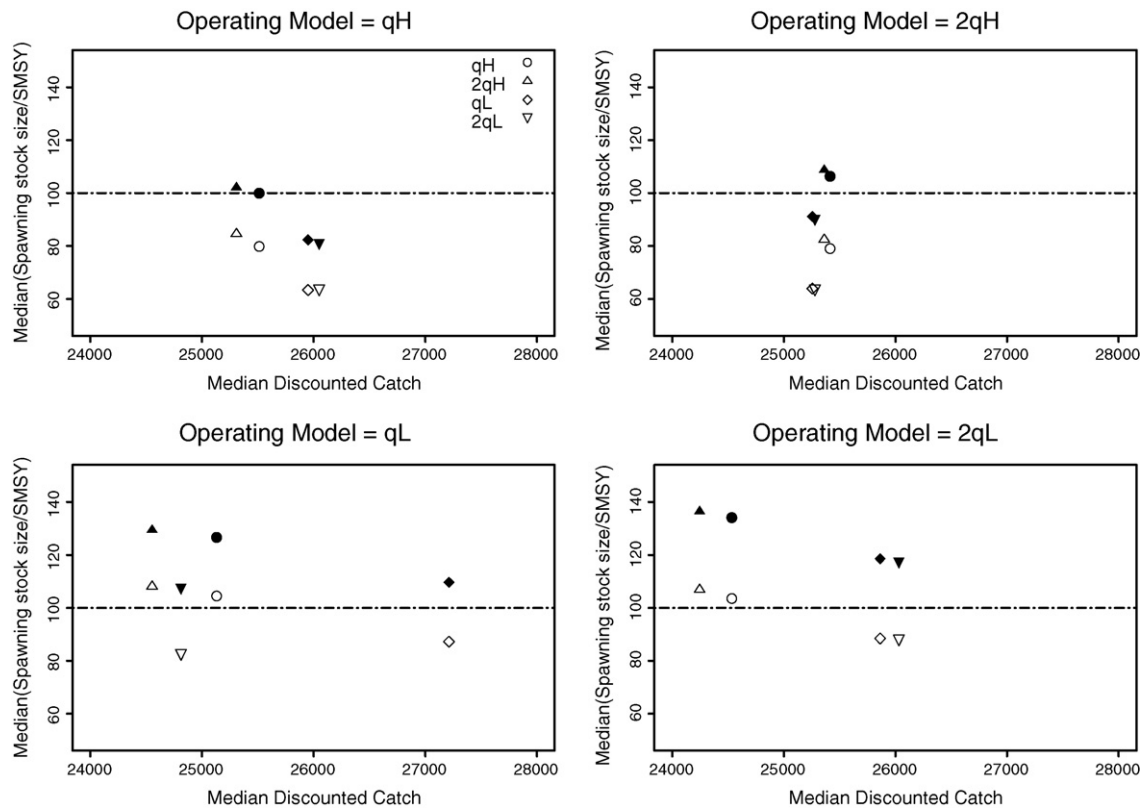 Operating Model = qH
Median(Spawning stock size/SMSY)
140
120
100
80
60
qH
2qH
qL
2qL
24000 25000 26000 27000 28000
Median Discounted Catch
Operating Model = 2qH
Median(Spawning stock size/SMSY)
140
120
100
80
60
24000 25000 26000 27000 28000
Median Discounted Catch
Operating Model = qL
Median(Spawning stock size/SMSY)
140
120
100
80
60
24000 25000 26000 27000 28000
Median Discounted Catch
Operating Model = 2qL
Median(Spawning stock size/SMSY)
140
120
100
80
60
24000 25000 26000 27000 28000
Median Discounted Catch